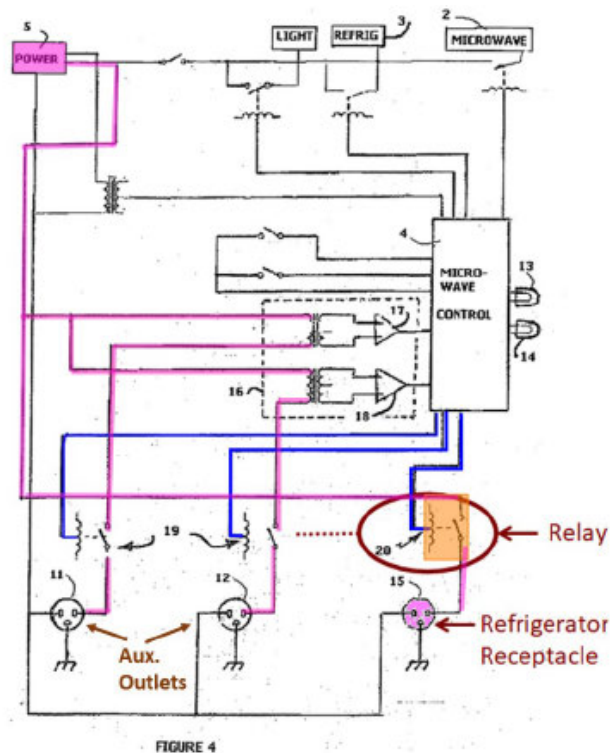 5
POWER
LIGHT
REFRIG
3
2
MICROWAVE
4
MICRO-
WAVE
CONTROL
13
14
17
16
18
19
20
Relay
11
12
15
Aux.
Outlets
Refrigerator
Receptacle
FIGURE 4